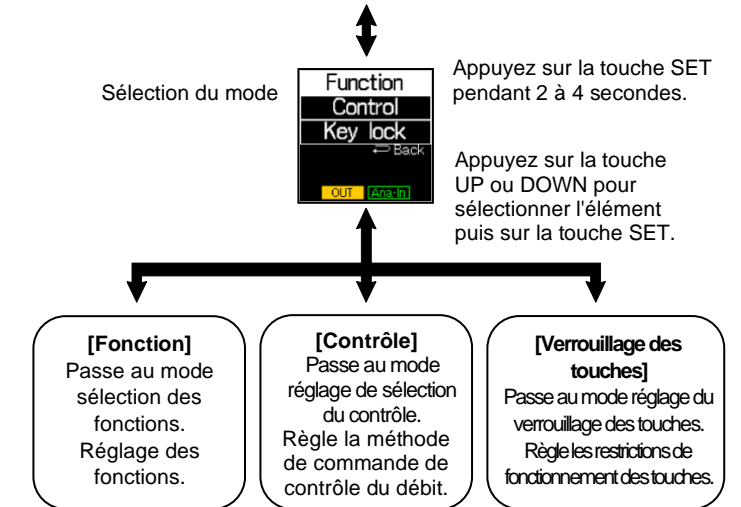 Sélection du mode
Function
Control
Key lock
Back
OUT Ana-In
Appuyez sur la touche SET
pendant 2 à 4 secondes.
Appuyez sur la touche
UP ou DOWN pour
sélectionner l'élément
puis sur la touche SET.
[Fonction]
Passe au mode
sélection des
fonctions.
Réglage des
fonctions.
[Contrôle]
Passe au mode
réglage de sélection
du contrôle.
Règle la méthode
de commande de
contrôle du débit.
[Verrouillage des
touches]
Passe au mode réglage du
verrouillage des touches.
Règle les restrictions de
fonctionnement des touches.